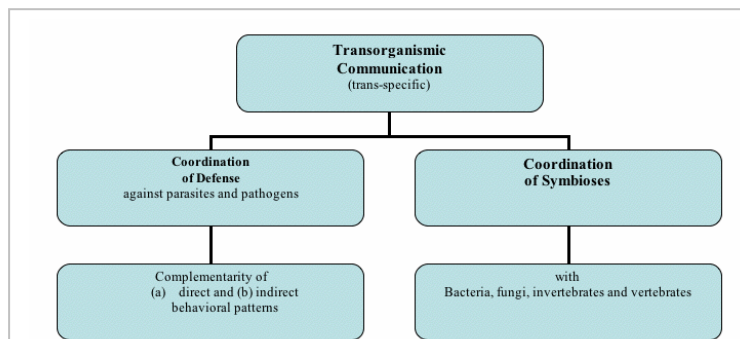 Transorganismic
Communication
(trans-specific)
Coordination
of Defense
against parasites and pathogens
Coordination
of Symbioses
Complementarity of
(a) direct and (b) indirect
behavioral patterns
with
Bacteria, fungi, invertebrates and vertebrates